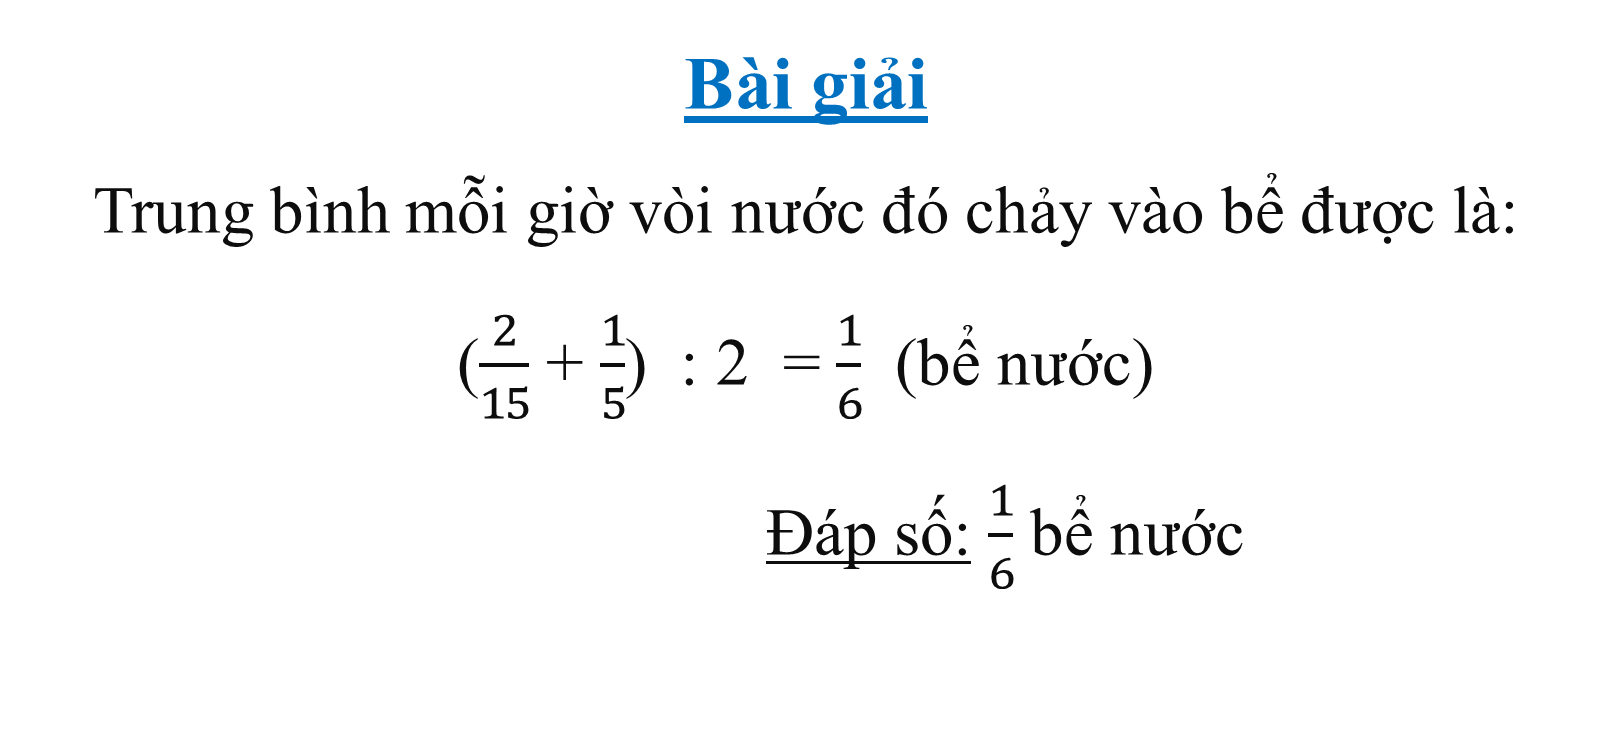 Bài giải
Trung bình mỗi giờ vòi nước đó chảy vào bể được là:
(2/15 + 1/5) : 2 = 1/6 (bể nước)
Đáp số: 1/6 bể nước